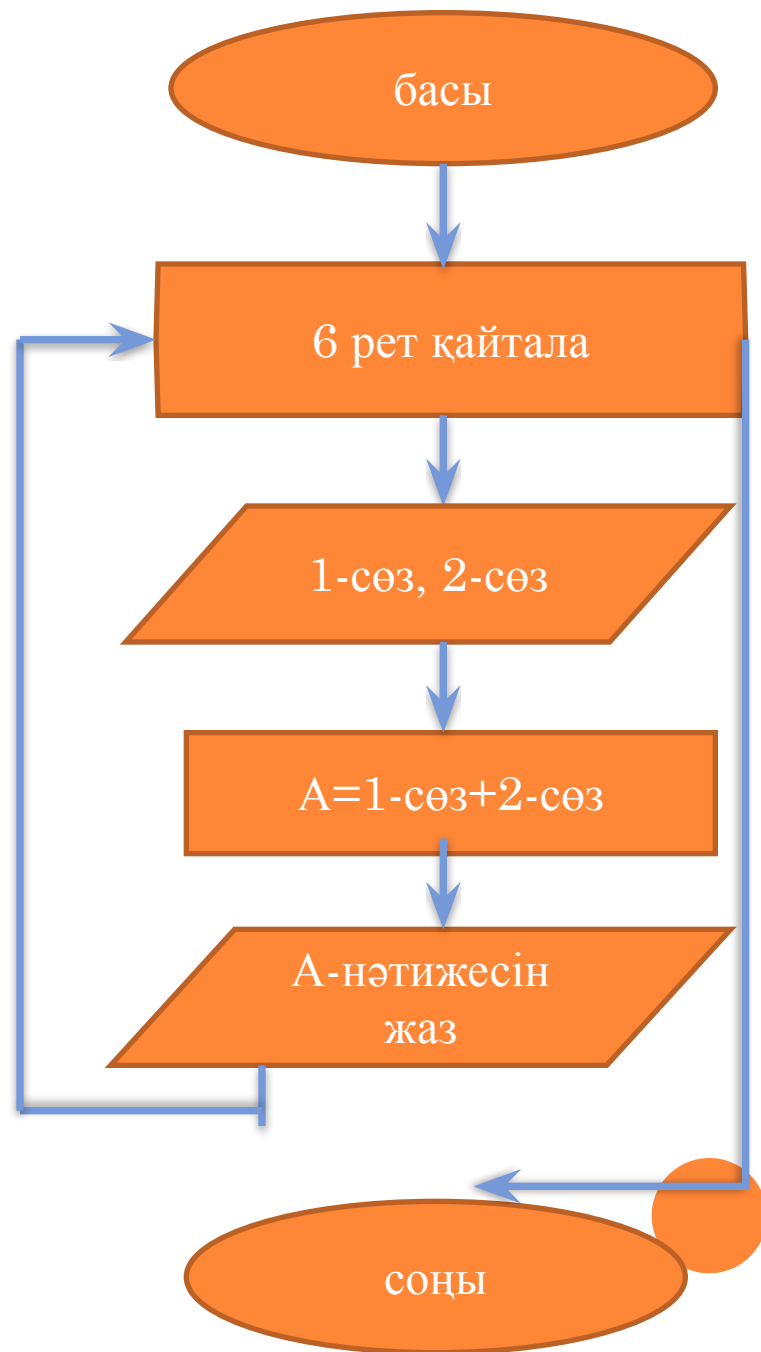 басы
6 рет қайтала
1-сөз, 2-сөз
А=1-сөз+2-сөз
А-нәтижесін
жаз
соңы